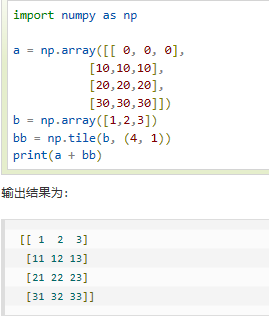 import numpy as np
a = np.array([[ 0, 0, 0],
[10,10,10],
[20,20,20],
[30,30,30]])
b = np.array([1,2,3])
bb = np.tile(b, (4, 1))
print(a + bb)
输出结果为:
[[ 1  2  3]
[11 12 13]
[21 22 23]
[31 32 33]]